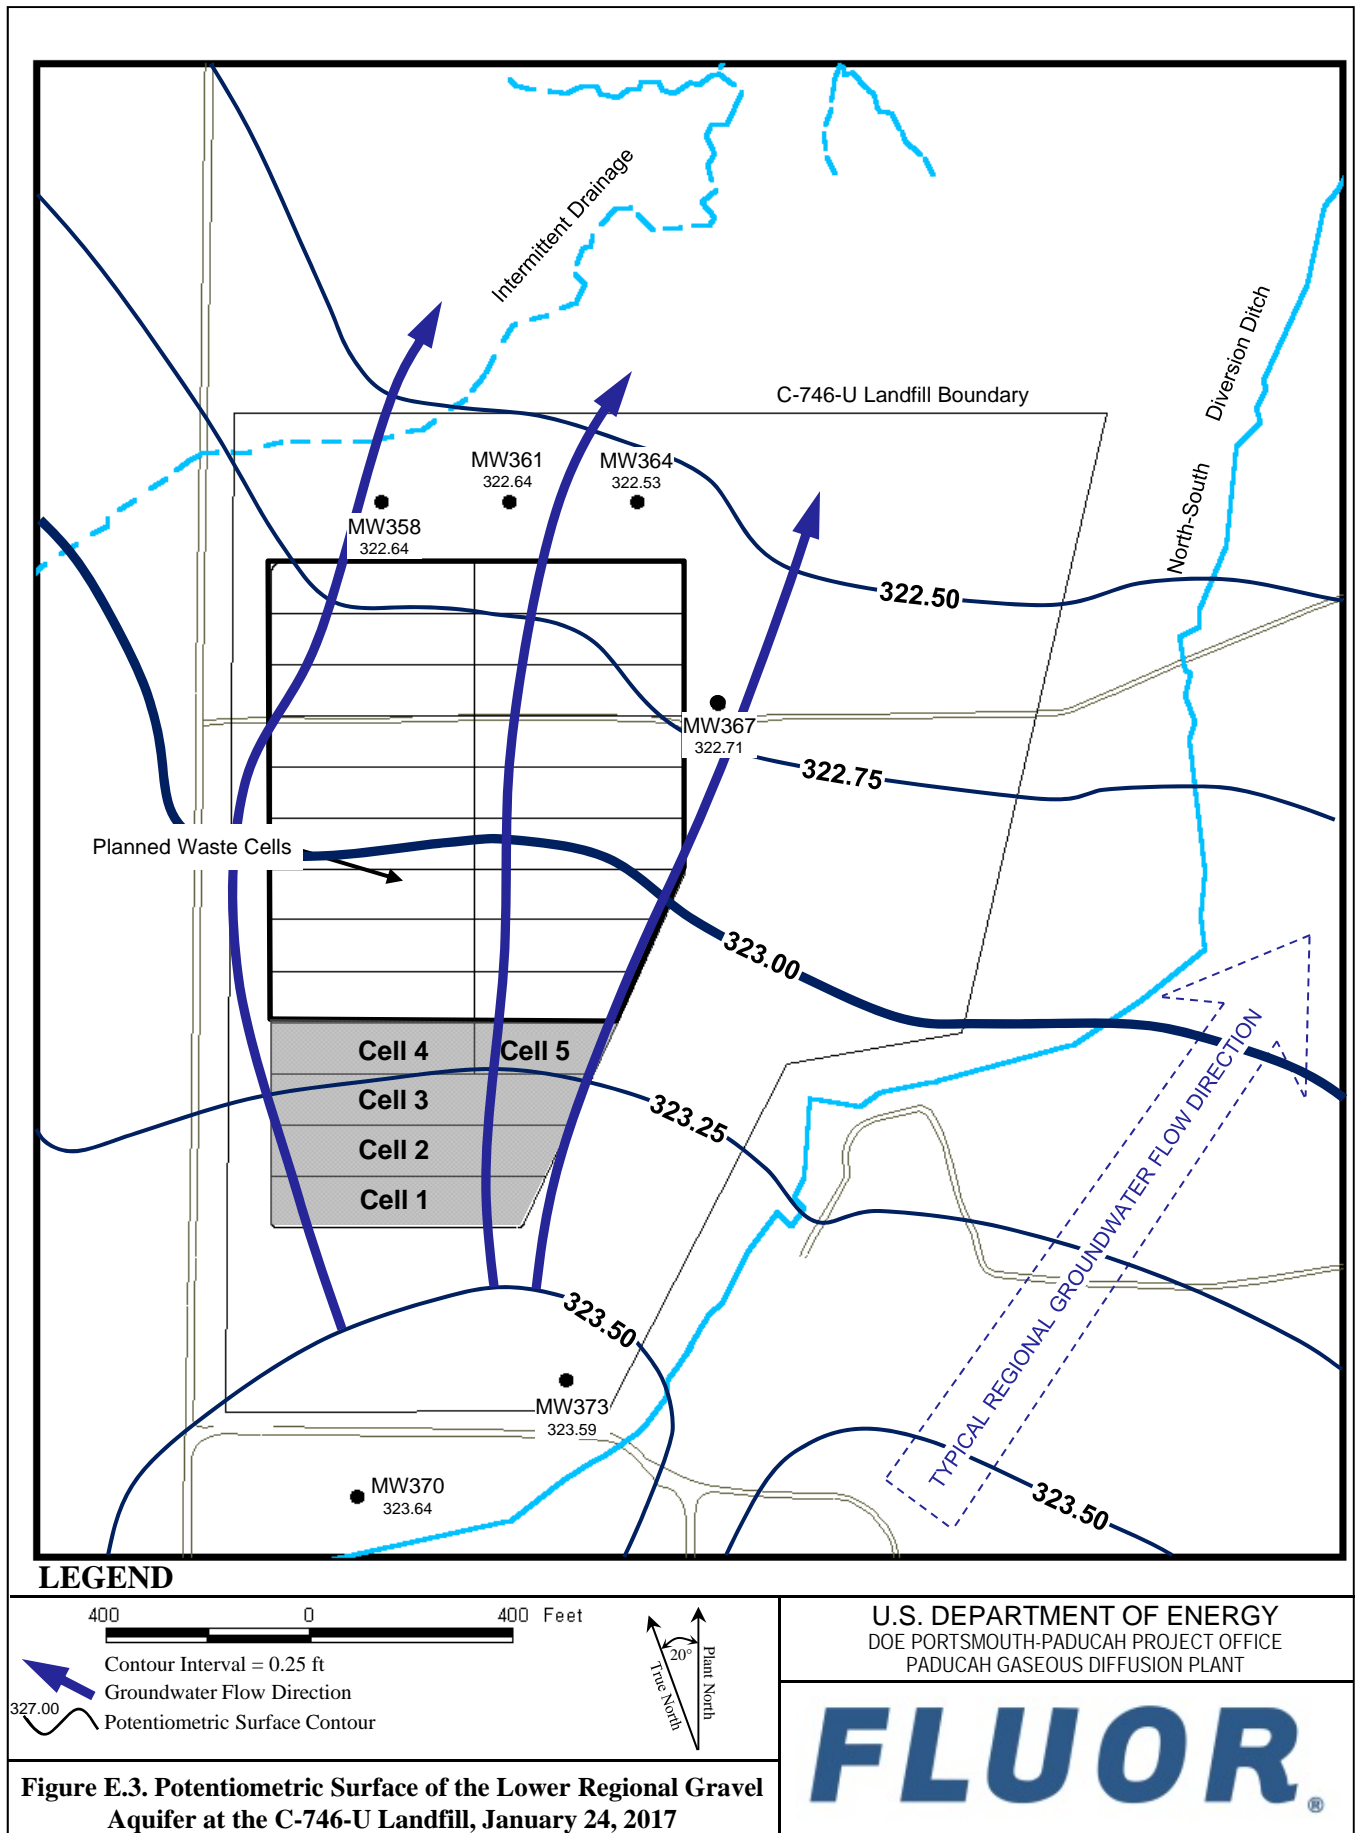 Intermittent Drainage
Diversion Ditch
North-South
C-746-U Landfill Boundary
MW361
322.64
MW364
322.53
MW358
322.64
322.50
MW367
322.71
322.75
Planned Waste Cells
323.00
Cell 4
Cell 5
Cell 3
Cell 2
Cell 1
323.25
TYPICAL REGIONAL GROUNDWATER FLOW DIRECTION
323.50
MW373
323.59
MW370
323.64
323.50
LEGEND
400 0 400 Feet
Contour Interval = 0.25 ft
Groundwater Flow Direction
327.00
Potentiometric Surface Contour
20°
True North
Plant North
U.S. DEPARTMENT OF ENERGY
DOE PORTSMOUTH-PADUCAH PROJECT OFFICE
PADUCAH GASEOUS DIFFUSION PLANT
FLUOR®
Figure E.3. Potentiometric Surface of the Lower Regional Gravel
Aquifer at the C-746-U Landfill, January 24, 2017